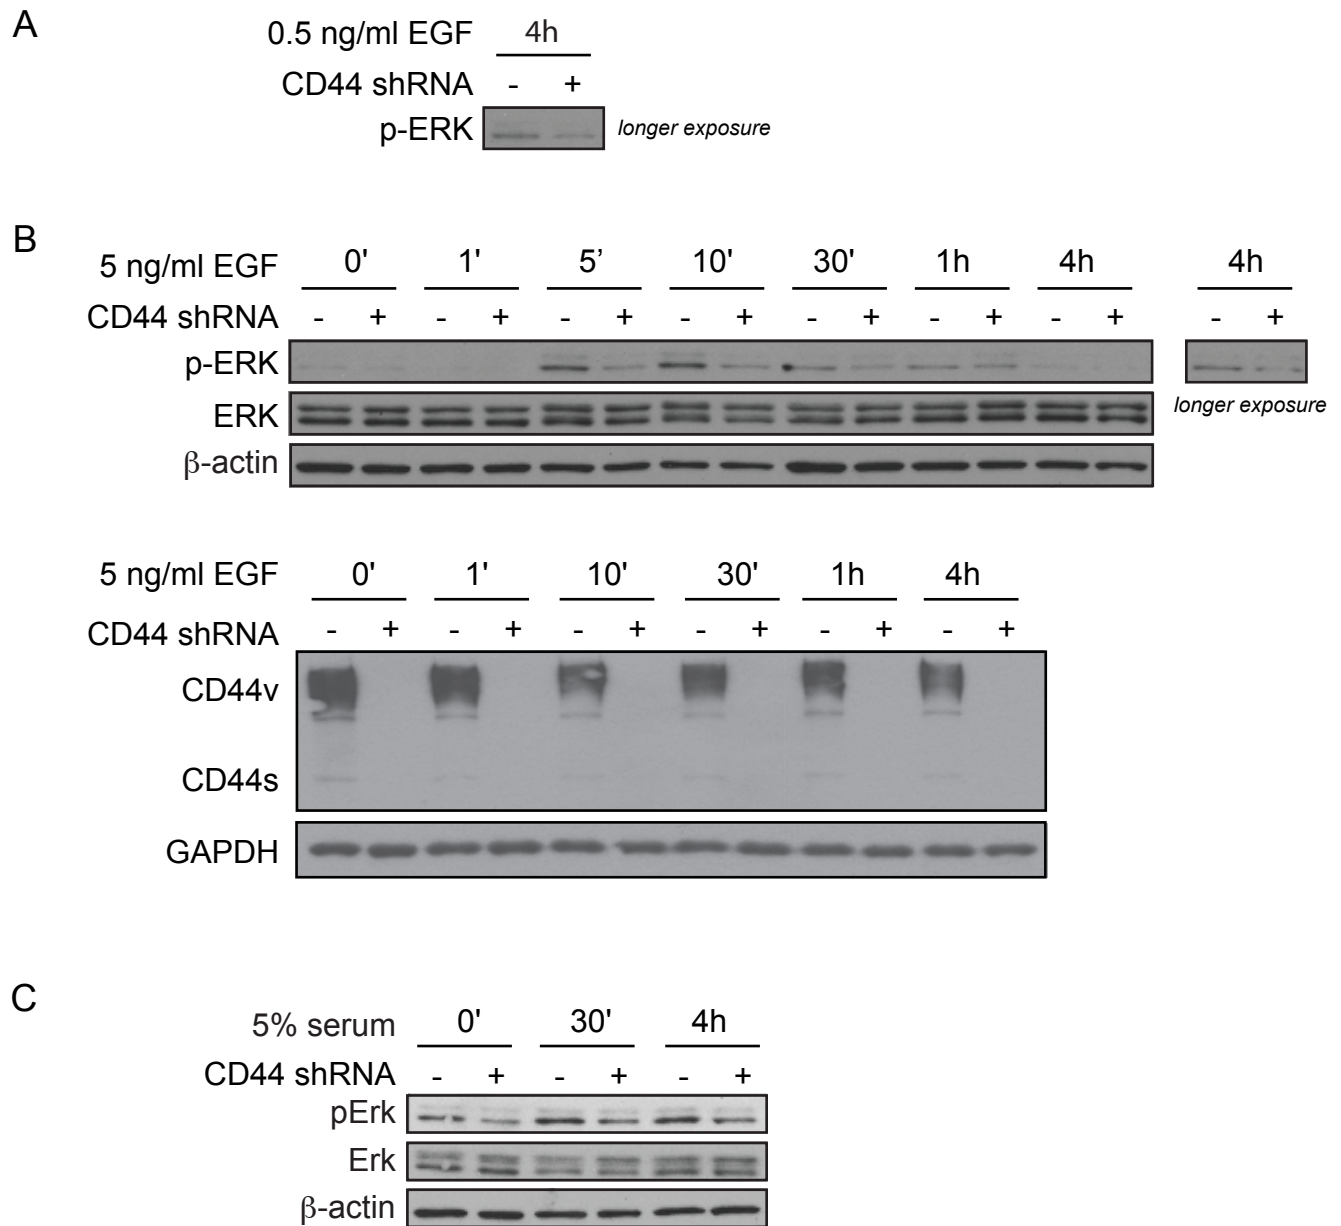 A
0.5 ng/ml EGF 4h
CD44 shRNA - +
p-ERK longer exposure
B
5 ng/ml EGF 0' 1' 5’ 10' 30' 1h 4h 4h
CD44 shRNA - + - + - + - + - + - + - + - +
p-ERK
longer exposure
ERK
β-actin
5 ng/ml EGF 0' 1' 10' 30' 1h 4h
CD44 shRNA - + - + - + - + - + - +
CD44v
CD44s
GAPDH
C
5% serum 0' 30' 4h
CD44 shRNA - + - + - +
pErk
Erk
β-actin